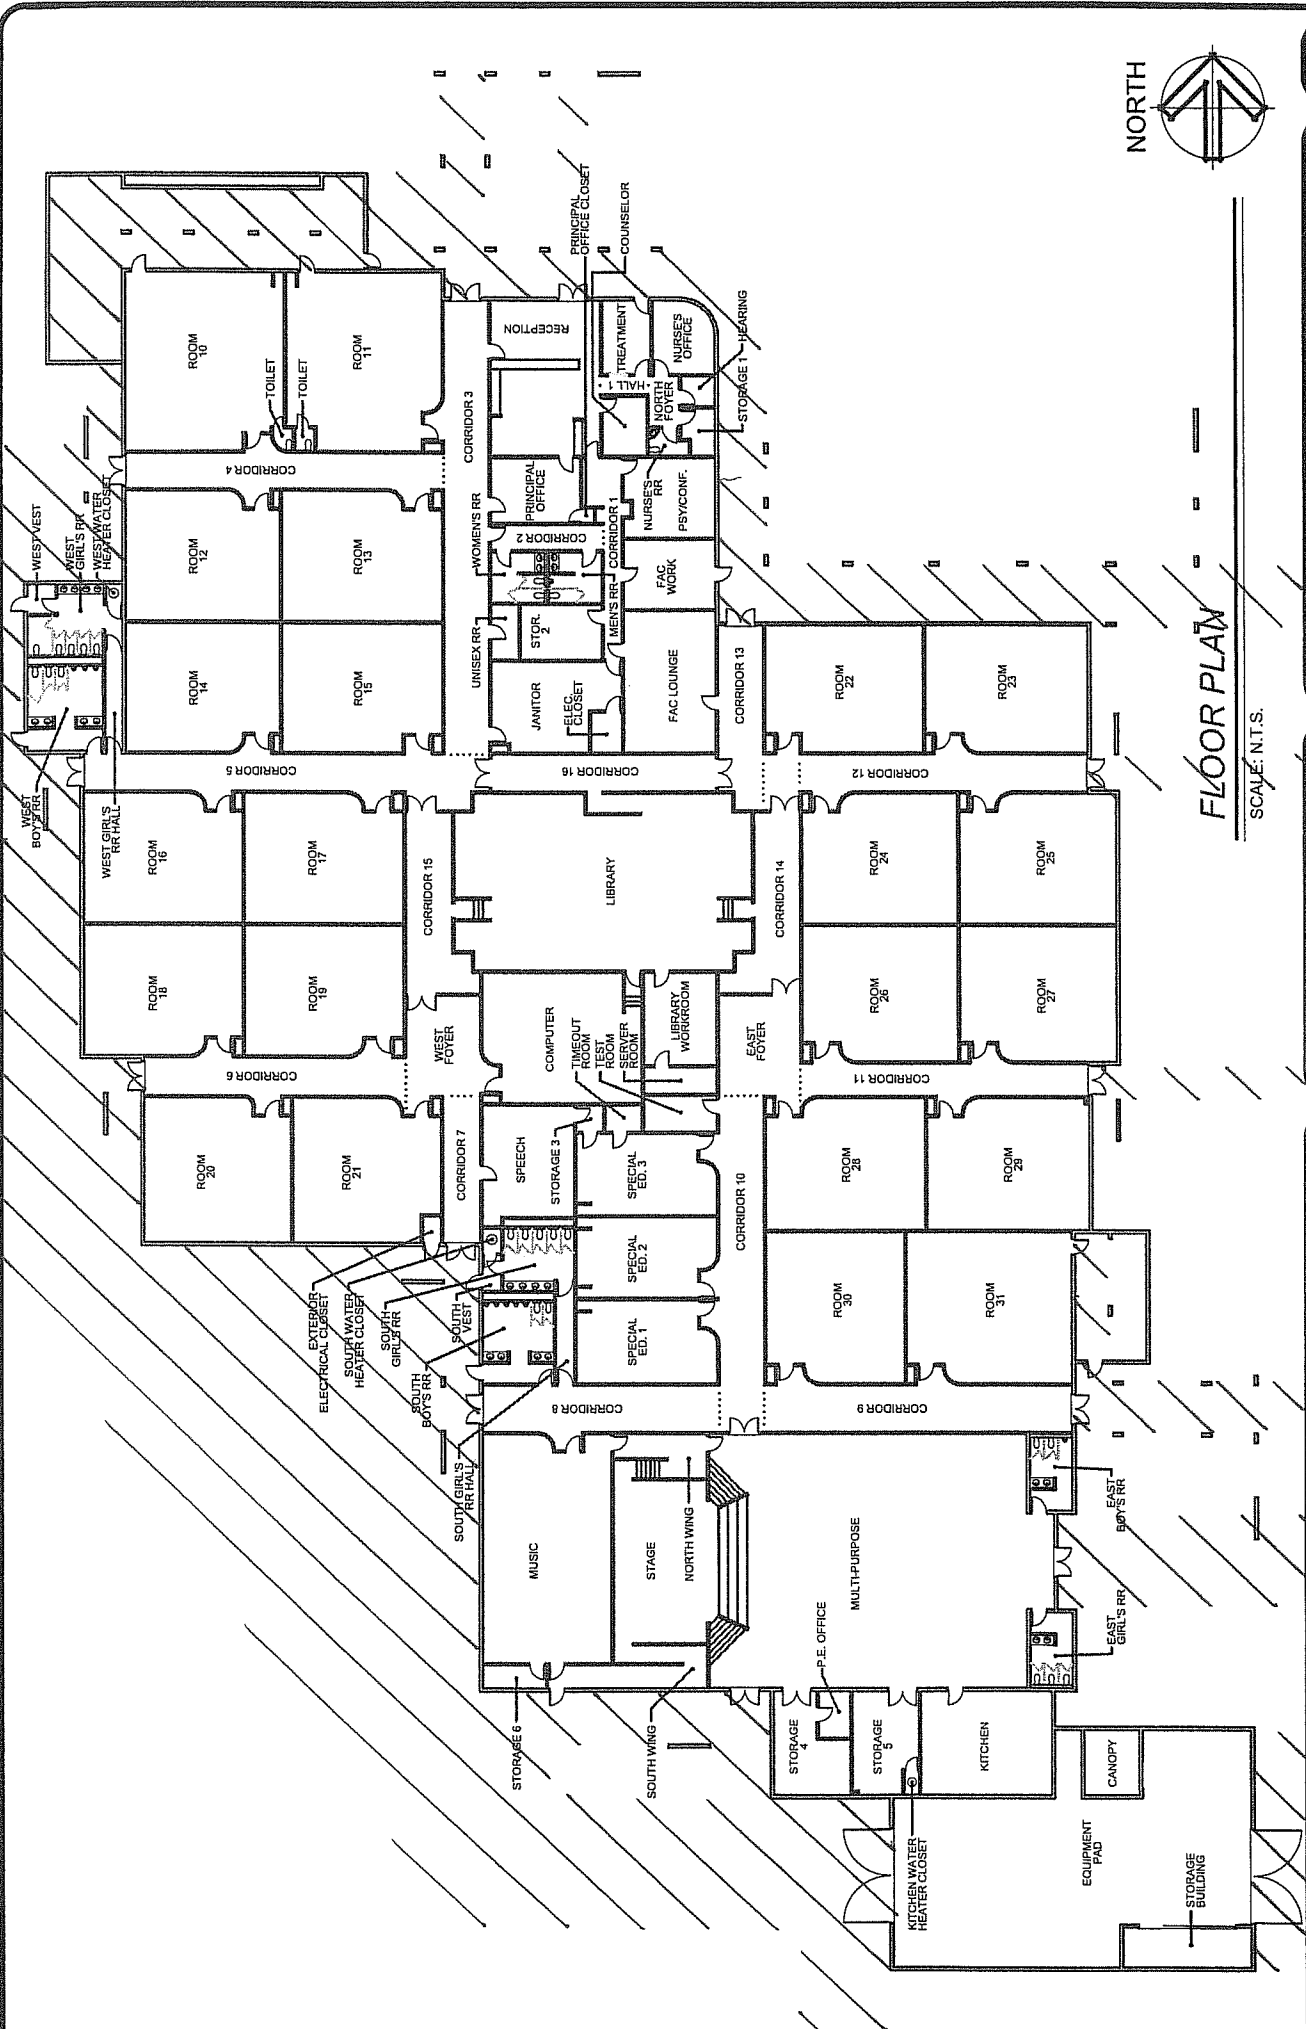 NORTH
FLOOR PLAN
SCALE: N.T.S.
WEST VEST
WEST
GIRL'S RR
WEST WATER
HEATER CLOSET
WEST
BOY'S RR
WEST GIRL'S
RR HALL
ROOM
10
ROOM
11
TOILET
TOILET
CORRIDOR 4
CORRIDOR 3
ROOM
12
ROOM
13
ROOM
14
ROOM
15
CORRIDOR 5
ROOM
16
ROOM
17
ROOM
18
ROOM
19
CORRIDOR 15
CORRIDOR 6
WEST
FOYER
ROOM
20
ROOM
21
CORRIDOR 7
EXTERIOR
ELECTRICAL CLOSET
SOUTH WATER
HEATER CLOSET
SOUTH
GIRL'S RR
SOUTH
VEST
SOUTH
BOY'S RR
SOUTH GIRL'S
RR HALL
RECEPTION
PRINCIPAL
OFFICE CLOSET
COUNSELOR
TREATMENT
NURSE'S
OFFICE
HALL 1
NORTH
FOYER
HEARING
STORAGE 1
NURSE'S
RR
PRINCIPAL
OFFICE
PSY/CONF.
WOMEN'S RR
CORRIDOR 2
CORRIDOR 1
MEN'S RR
FAC
WORK
UNISEX RR
STOR.
2
JANITOR
ELEC.
CLOSET
FAC LOUNGE
CORRIDOR 16
CORRIDOR 13
ROOM
22
ROOM
23
CORRIDOR 12
LIBRARY
CORRIDOR 14
ROOM
24
ROOM
25
ROOM
26
ROOM
27
COMPUTER
TIMEOUT
ROOM
TEST
ROOM
SERVER
ROOM
LIBRARY
WORKROOM
EAST
FOYER
CORRIDOR 11
SPEECH
STORAGE 3
SPECIAL
ED. 3
SPECIAL
ED. 2
SPECIAL
ED. 1
CORRIDOR 10
ROOM
28
ROOM
29
ROOM
30
ROOM
31
CORRIDOR 8
CORRIDOR 9
MUSIC
STAGE
NORTH WING
MULTI-PURPOSE
EAST
BOY'S RR
EAST
GIRL'S RR
P.E. OFFICE
STORAGE 6
SOUTH WING
STORAGE
4
STORAGE
5
KITCHEN
CANOPY
KITCHEN WATER
HEATER CLOSET
EQUIPMENT
PAD
STORAGE
BUILDING